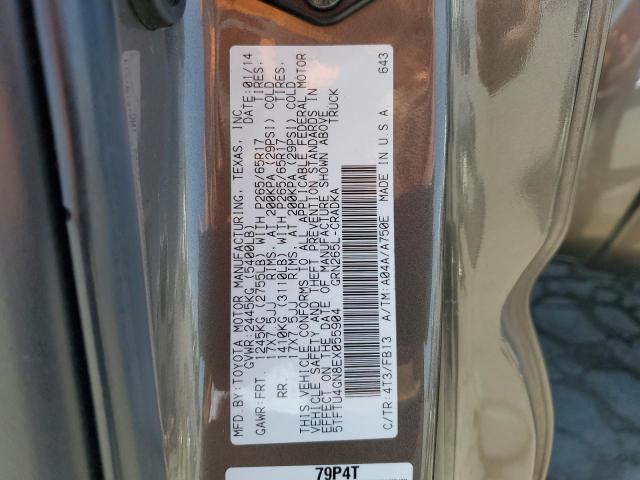 MFD.BY:TOYOTA MOTOR MANUFACTURING, TEXAS, INC. DATE:01/14
GVWR:2445KG (5400LB)
GAWR:FRT 1245KG (2755LB) WITH P265/65R17 TIRES,
17X7.5JJ RIMS, AT 200KPA (29PSI) COLD
RR. 1410KG (3110LB) WITH P265/65R17 TIRES,
17X7.5JJ RIMS, AT 200KPA (29PSI) COLD
THIS VEHICLE CONFORMS TO ALL APPLICABLE FEDERAL MOTOR
VEHICLE SAFETY AND THEFT PREVENTION STANDARDS IN
EFFECT ON THE DATE OF MANUFACTURE SHOWN ABOVE.
5TFTU4GN8EX055904 GRN265L-CRADKA TRUCK
C/TR:4T3/FB13 A/TM:A04A/A750E MADE IN U.S.A. 643
79P4T